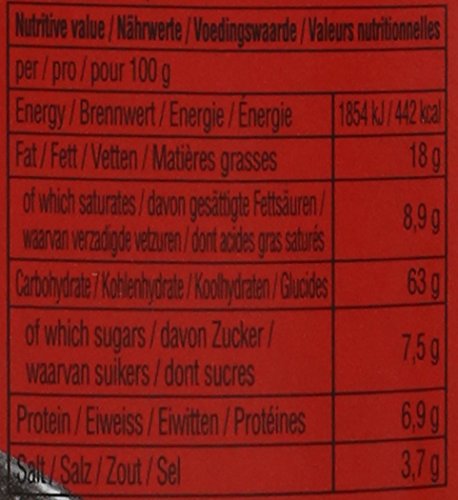 Nutritive value / Nährwerte / Voedingswaarde / Valeurs nutritionnelles
per / pro / pour 100 g
Energy / Brennwert / Energie / Énergie 1854 kJ / 442 kcal
Fat / Fett / Vetten / Matières grasses 18 g
of which saturates / davon gesättigte Fettsäuren /
waarvan verzadigde vetzuren / dont acides gras saturés 8,9 g
Carbohydrate / Kohlenhydrate / Koolhydraten / Glucides 63 g
of which sugars / davon Zucker /
waarvan suikers / dont sucres 7,5 g
Protein / Eiweiss / Eiwitten / Protéines 6,9 g
Salt / Salz / Zout / Sel 3,7 g